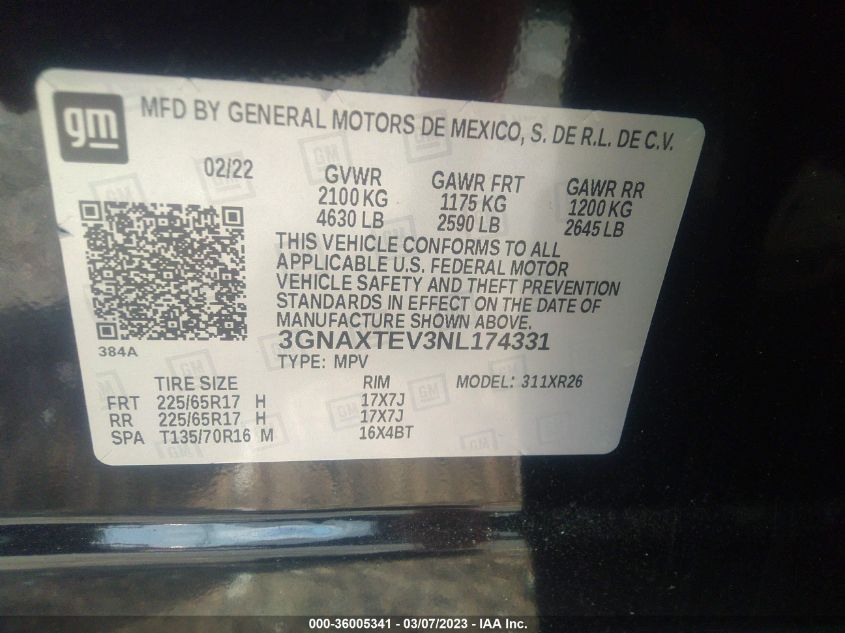 gm
MFD BY GENERAL MOTORS DE MEXICO, S. DE R.L. DE C.V.
02/22
GVWR
2100 KG
4630 LB
GAWR FRT
1175 KG
2590 LB
GAWR RR
1200 KG
2645 LB
THIS VEHICLE CONFORMS TO ALL
APPLICABLE U.S. FEDERAL MOTOR
VEHICLE SAFETY AND THEFT PREVENTION
STANDARDS IN EFFECT ON THE DATE OF
MANUFACTURE SHOWN ABOVE.
384A
3GNAXTEV3NL174331
TYPE: MPV
TIRE SIZE RIM MODEL: 311XR26
FRT 225/65R17 H 17X7J
RR 225/65R17 H 17X7J
SPA T135/70R16 M 16X4BT
000-36005341 - 03/07/2023 - IAA Inc.